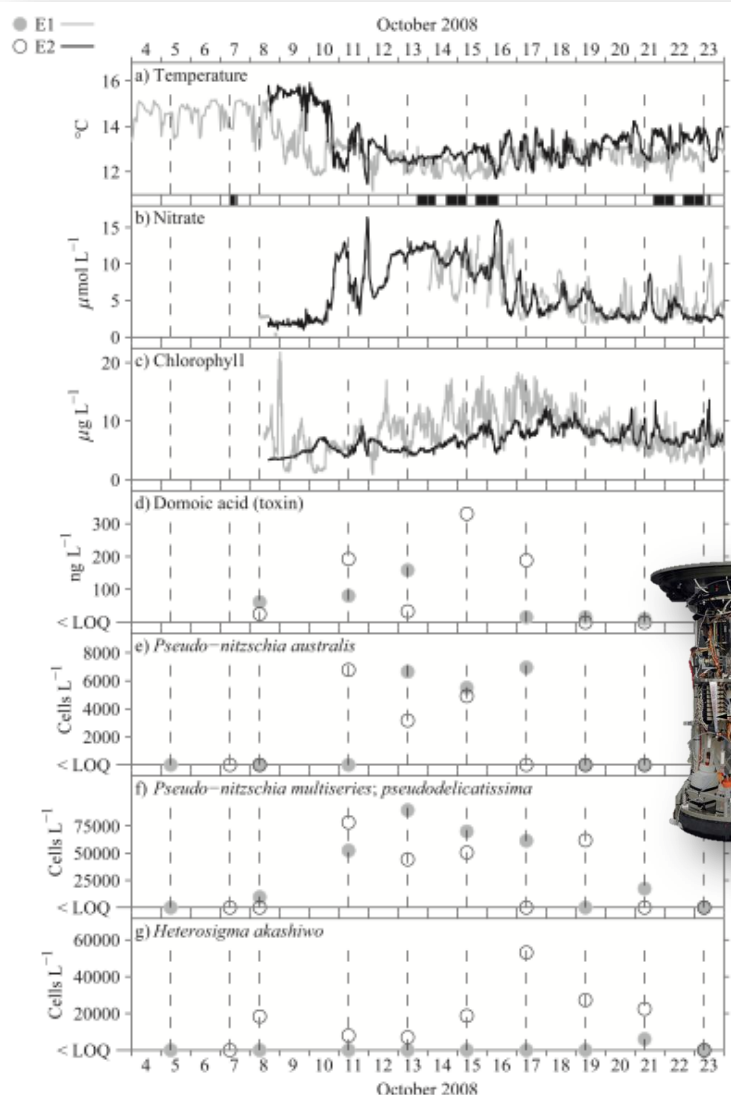 E1
E2
October 2008
4 5 6 7 8 9 10 11 12 13 14 15 16 17 18 19 20 21 22 23
a) Temperature
16
14
12
°C
b) Nitrate
15
10
5
0
μmol L−1
c) Chlorophyll
20
10
0
μg L−1
d) Domoic acid (toxin)
300
200
100
< LOQ
ng L−1
e) Pseudo−nitzschia australis
8000
6000
4000
2000
< LOQ
Cells L−1
f) Pseudo−nitzschia multiseries; pseudodelicatissima
75000
50000
25000
< LOQ
Cells L−1
g) Heterosigma akashiwo
60000
40000
20000
< LOQ
Cells L−1
4 5 6 7 8 9 10 11 12 13 14 15 16 17 18 19 20 21 22 23
October 2008